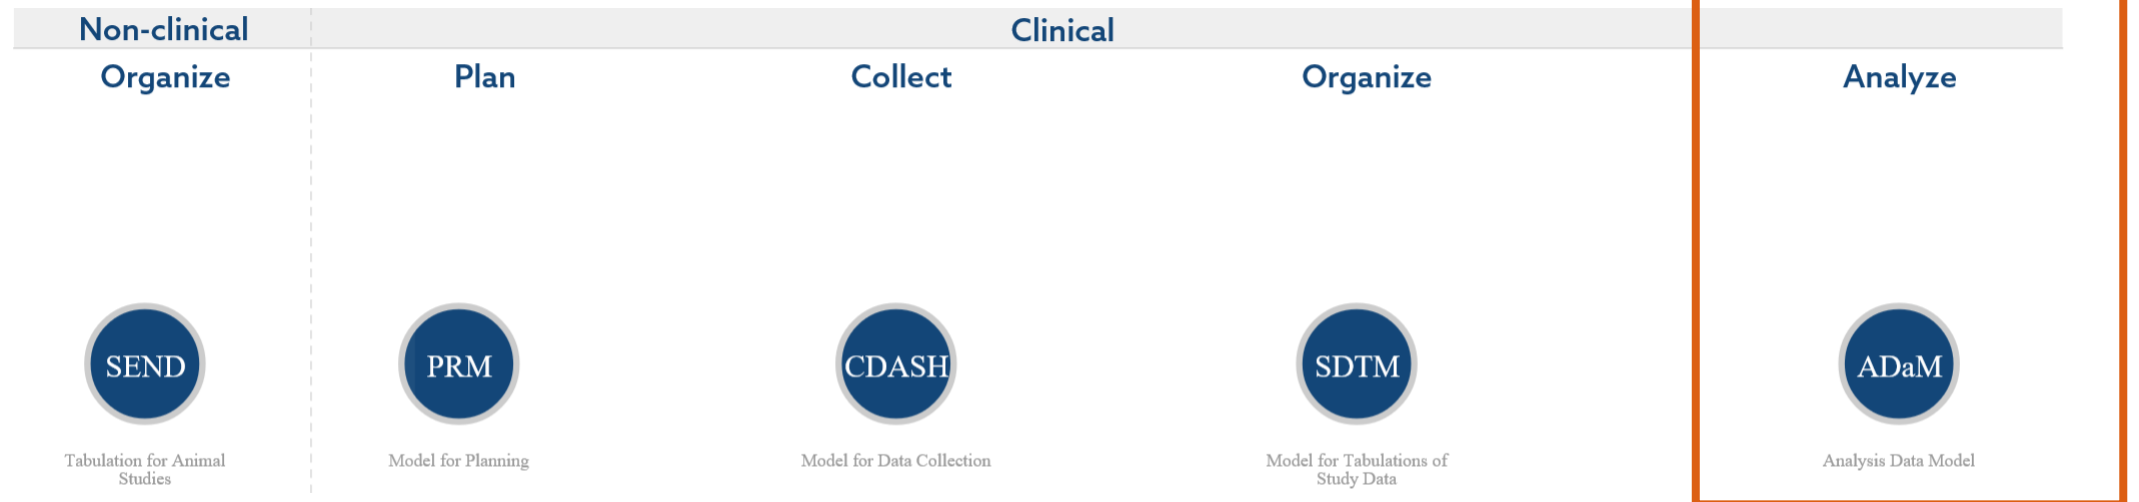 Non-clinical
Clinical
Organize
Plan
Collect
Organize
Analyze
SEND
PRM
CDASH
SDTM
ADaM
Tabulation for Animal
Studies
Model for Planning
Model for Data Collection
Model for Tabulations of
Study Data
Analysis Data Model